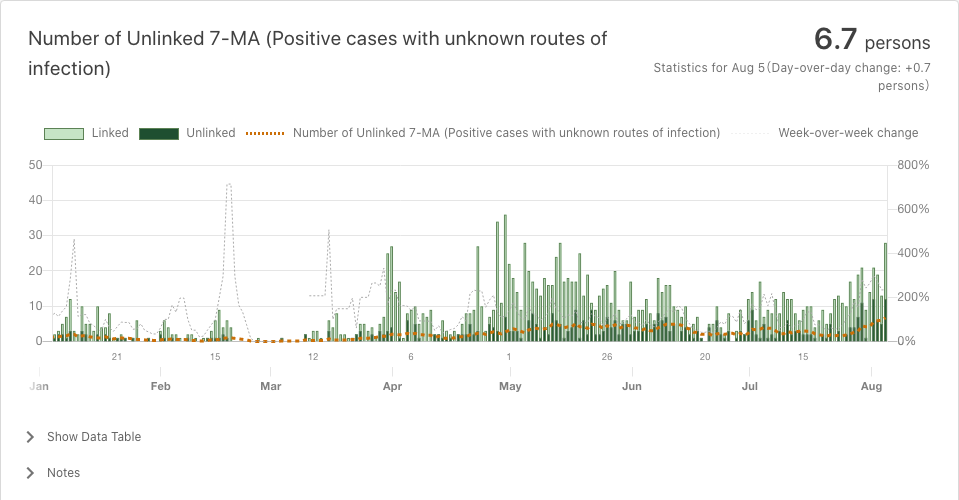 Number of Unlinked 7-MA (Positive cases with unknown routes of
infection)
6.7 persons
Statistics for Aug 5(Day-over-day change: +0.7
persons)
Linked
Unlinked
Number of Unlinked 7-MA (Positive cases with unknown routes of infection)
Week-over-week change
50
40
30
20
10
0
800%
600%
400%
200%
0%
21
15
12
6
1
26
20
15
Jan
Feb
Mar
Apr
May
Jun
Jul
Aug
Show Data Table
Notes